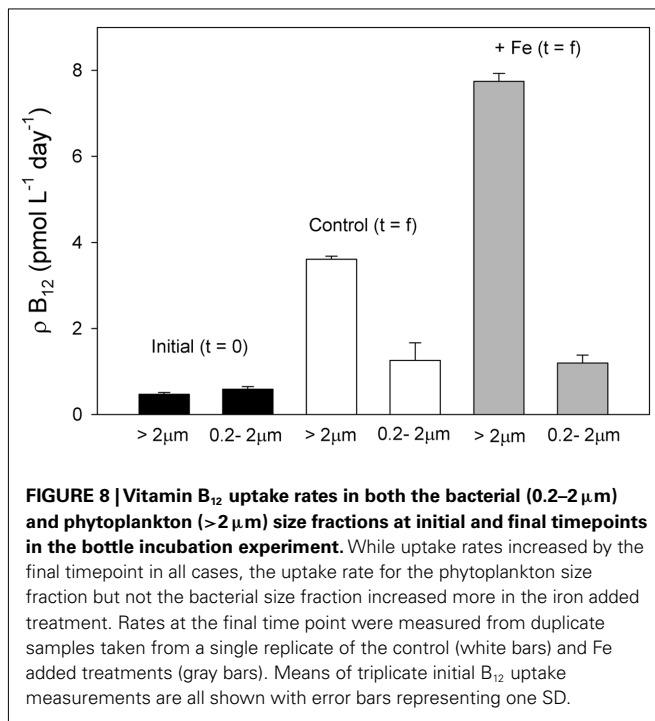 8
6
4
2
0
ρ B₁₂ (pmol L⁻¹ day⁻¹)
+ Fe (t = f)
Control (t = f)
Initial (t = 0)
> 2μm 0.2- 2μm > 2μm 0.2- 2μm > 2μm 0.2- 2μm
FIGURE 8 | Vitamin B₁₂ uptake rates in both the bacterial (0.2–2 μm)
and phytoplankton (>2 μm) size fractions at initial and final timepoints
in the bottle incubation experiment. While uptake rates increased by the
final timepoint in all cases, the uptake rate for the phytoplankton size
fraction but not the bacterial size fraction increased more in the iron added
treatment. Rates at the final time point were measured from duplicate
samples taken from a single replicate of the control (white bars) and Fe
added treatments (gray bars). Means of triplicate initial B₁₂ uptake
measurements are all shown with error bars representing one SD.